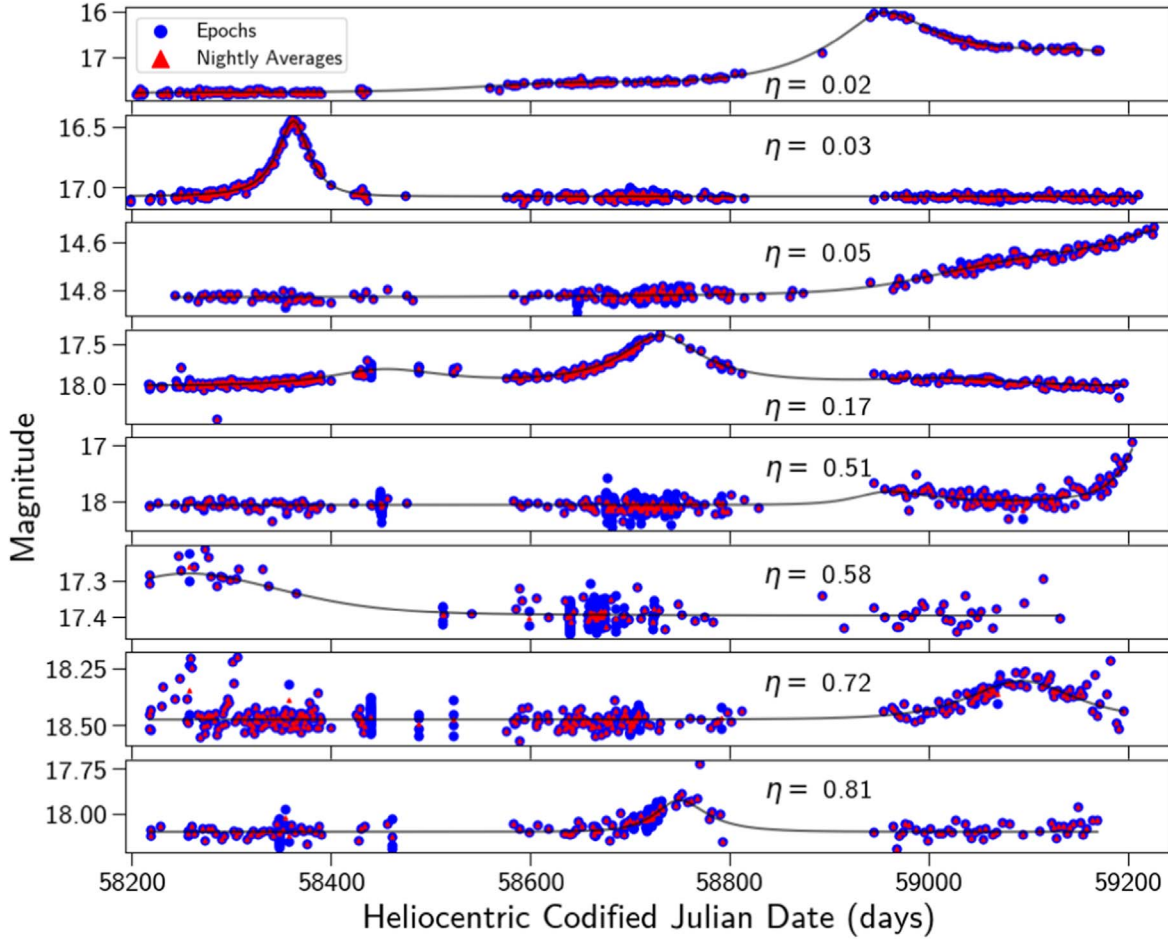 Magnitude
16
17
Epochs
Nightly Averages
η = 0.02
16.5
17.0
η = 0.03
14.6
14.8
η = 0.05
17.5
18.0
η = 0.17
17
18
η = 0.51
17.3
17.4
η = 0.58
18.25
18.50
η = 0.72
17.75
18.00
η = 0.81
58200 58400 58600 58800 59000 59200
Heliocentric Codified Julian Date (days)